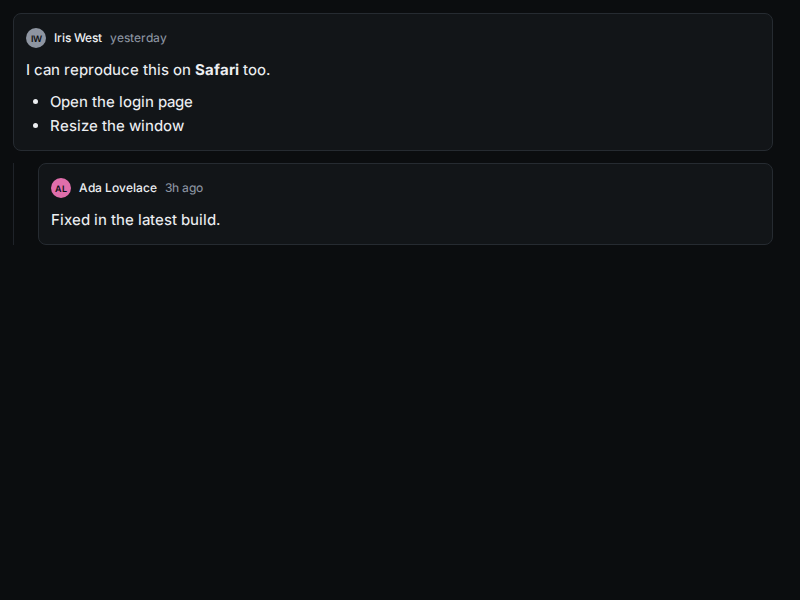 IW Iris West yesterday
I can reproduce this on Safari too.
• Open the login page
• Resize the window
AL Ada Lovelace 3h ago
Fixed in the latest build.